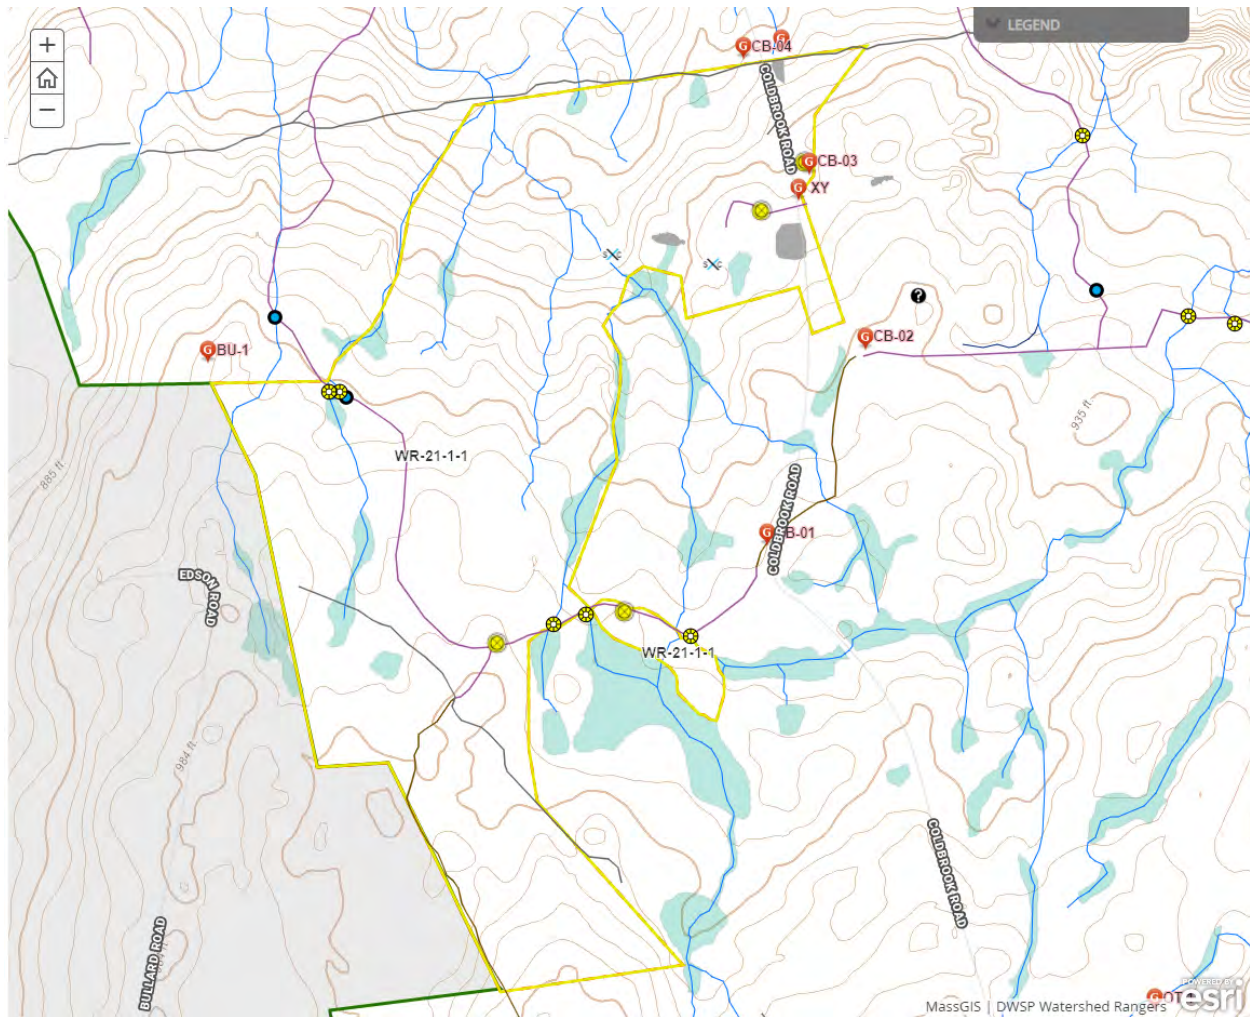 LEGEND
CB-04
COLDBROOK ROAD
CB-03
XY
CB-02
BU-1
935 ft
WR-21-1-1
885 ft
COLDBROOK ROAD
EDSON ROAD
WR-21-1-1
984 ft
COLDBROOK ROAD
BULLARD ROAD
POWERED BY
esri
MassGIS | DWSP Watershed Rangers